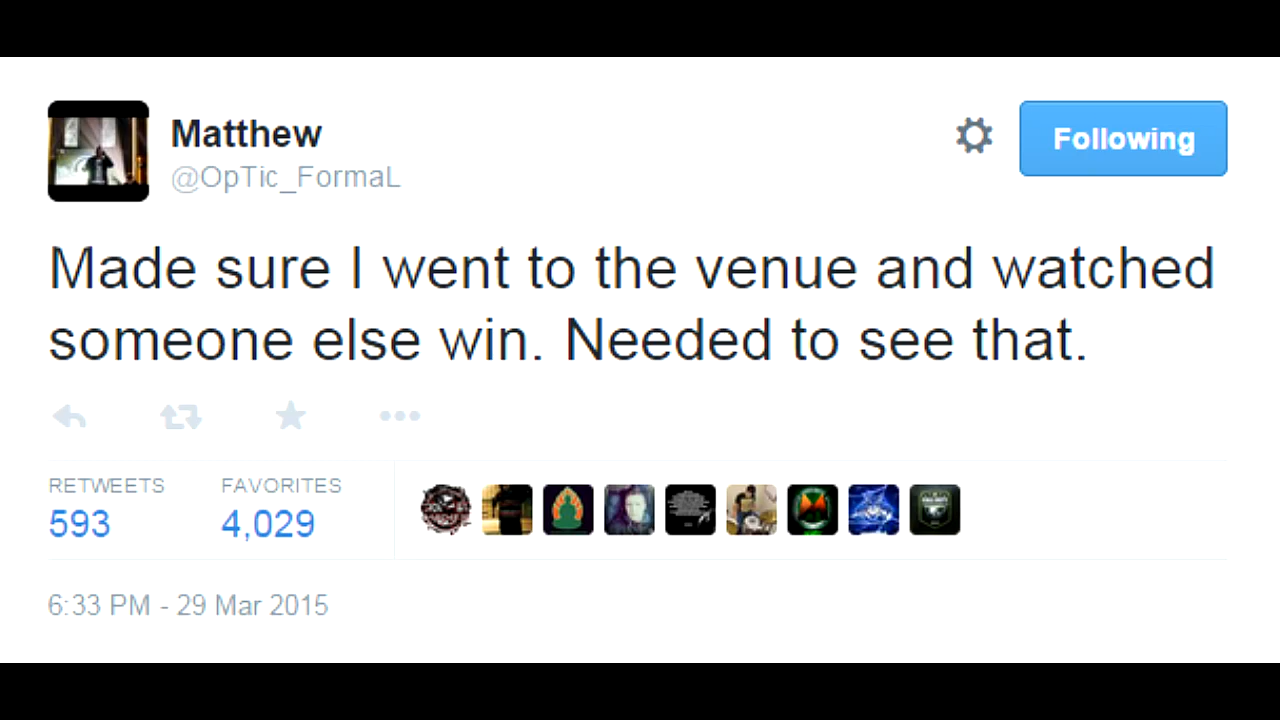 Matthew
@OpTic_FormaL
Following
Made sure I went to the venue and watched
someone else win. Needed to see that.
RETWEETS FAVORITES
593 4,029
6:33 PM - 29 Mar 2015